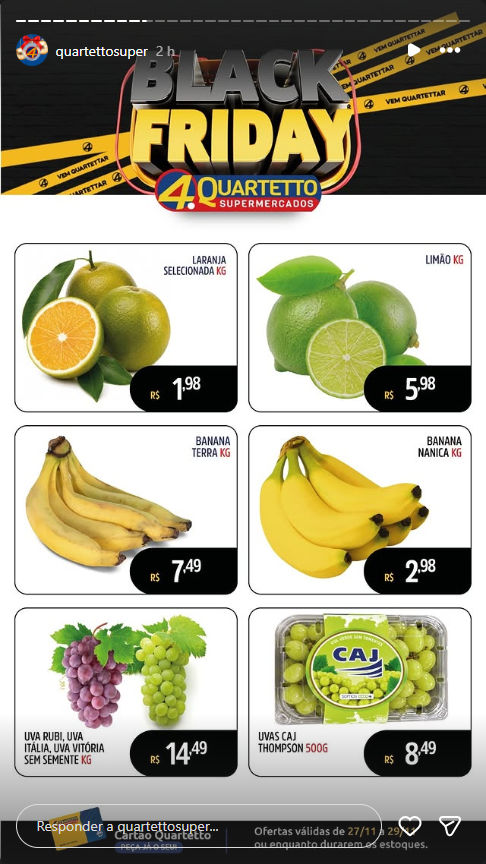 quartettosuper 2 h
BLACK
FRIDAY
4.QUARTETTO
SUPERMERCADOS
VEM QUARTETTAR
VEM QUARTETTAR
VEM QUARTETTAR
VEM QUARTETTAR
VEM QUARTETTAR
LARANJA
SELECIONADA KG
R$ 1,98
LIMÃO KG
R$ 5,98
BANANA
TERRA KG
R$ 7,49
BANANA
NANICA KG
R$ 2,98
UVA RUBI, UVA
ITÁLIA, UVA VITÓRIA
SEM SEMENTE KG
R$ 14,49
CAJ
UVAS CAJ
THOMPSON 500G
R$ 8,49
Responder a quartettosuper...
Cartão Quartetto
PEÇA JÁ O SEU!
Ofertas válidas de 27/11 a 29/11
ou enquanto durarem os estoques.